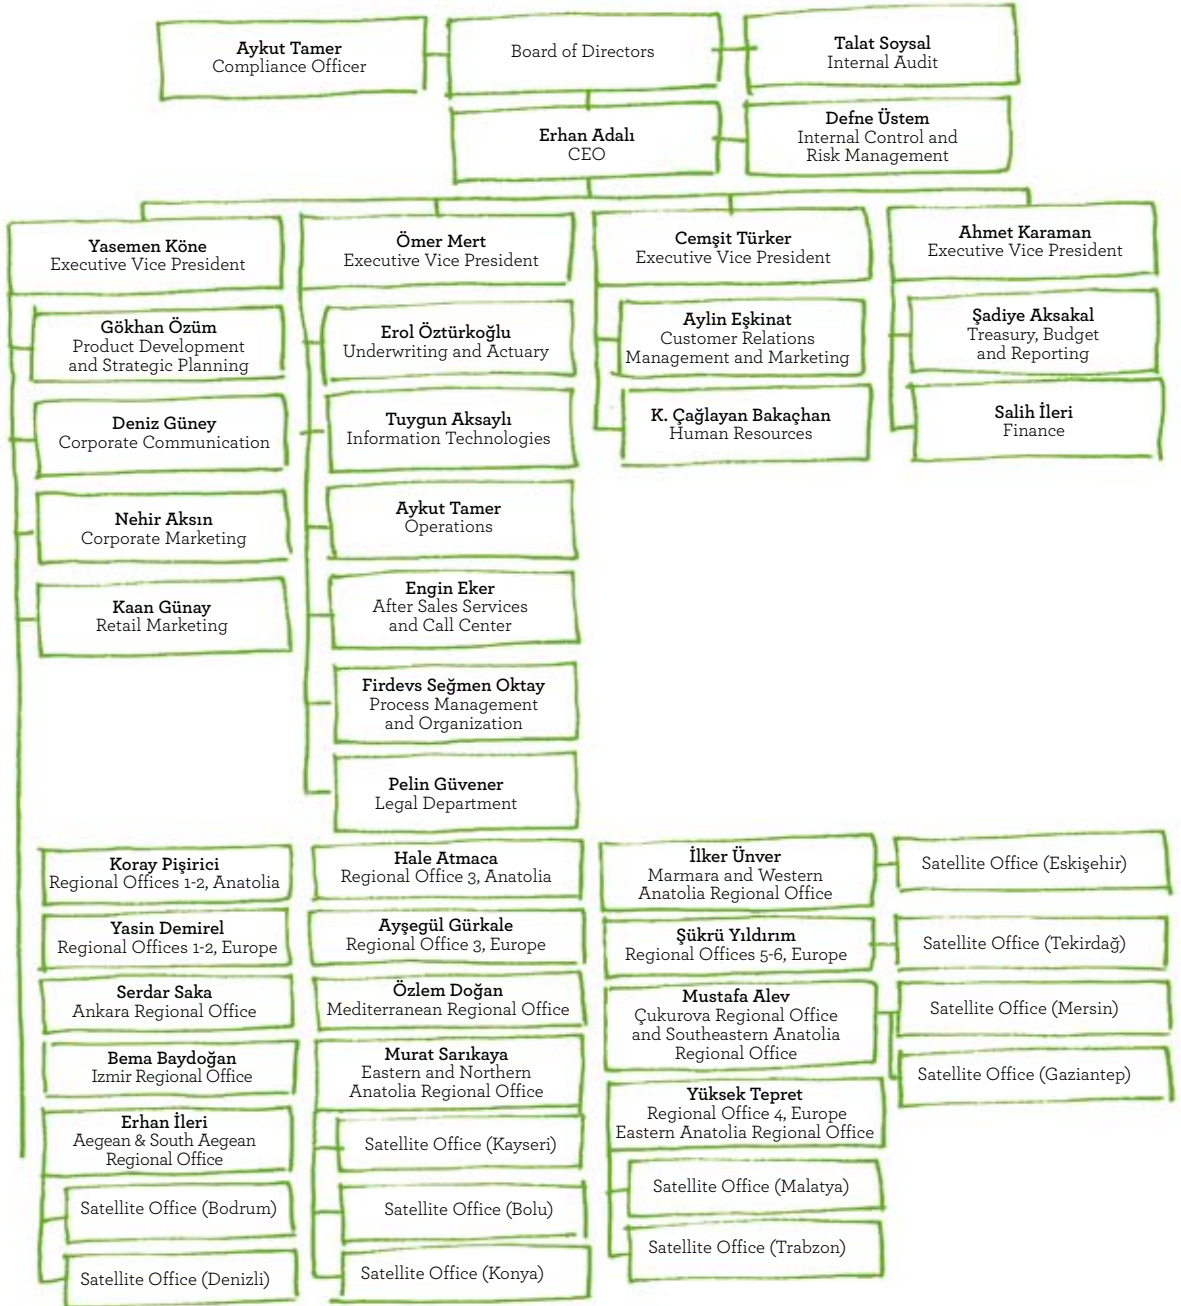 Aykut Tamer
Compliance Officer
Board of Directors
Talat Soysal
Internal Audit
Erhan Adalı
CEO
Defne Üstem
Internal Control and
Risk Management
Yasemen Köne
Executive Vice President
Ömer Mert
Executive Vice President
Cemşit Türker
Executive Vice President
Ahmet Karaman
Executive Vice President
Gökhan Özüm
Product Development
and Strategic Planning
Deniz Güney
Corporate Communication
Nehir Aksın
Corporate Marketing
Kaan Günay
Retail Marketing
Erol Öztürkoğlu
Underwriting and Actuary
Tuygun Aksaylı
Information Technologies
Aykut Tamer
Operations
Engin Eker
After Sales Services
and Call Center
Firdevs Seğmen Oktay
Process Management
and Organization
Pelin Güvener
Legal Department
Aylin Eşkinat
Customer Relations
Management and Marketing
K. Çağlayan Bakaçhan
Human Resources
Şadiye Aksakal
Treasury, Budget
and Reporting
Salih İleri
Finance
Koray Pişirici
Regional Offices 1-2, Anatolia
Yasin Demirel
Regional Offices 1-2, Europe
Serdar Saka
Ankara Regional Office
Bema Baydoğan
Izmir Regional Office
Erhan İleri
Aegean & South Aegean
Regional Office
Satellite Office (Bodrum)
Satellite Office (Denizli)
Hale Atmaca
Regional Office 3, Anatolia
Ayşegül Gürkale
Regional Office 3, Europe
Özlem Doğan
Mediterranean Regional Office
Murat Sarıkaya
Eastern and Northern
Anatolia Regional Office
Satellite Office (Kayseri)
Satellite Office (Bolu)
Satellite Office (Konya)
İlker Ünver
Marmara and Western
Anatolia Regional Office
Şükrü Yıldırım
Regional Offices 5-6, Europe
Mustafa Alev
Çukurova Regional Office
and Southeastern Anatolia
Regional Office
Yüksek Tepret
Regional Office 4, Europe
Eastern Anatolia Regional Office
Satellite Office (Malatya)
Satellite Office (Trabzon)
Satellite Office (Eskişehir)
Satellite Office (Tekirdağ)
Satellite Office (Mersin)
Satellite Office (Gaziantep)